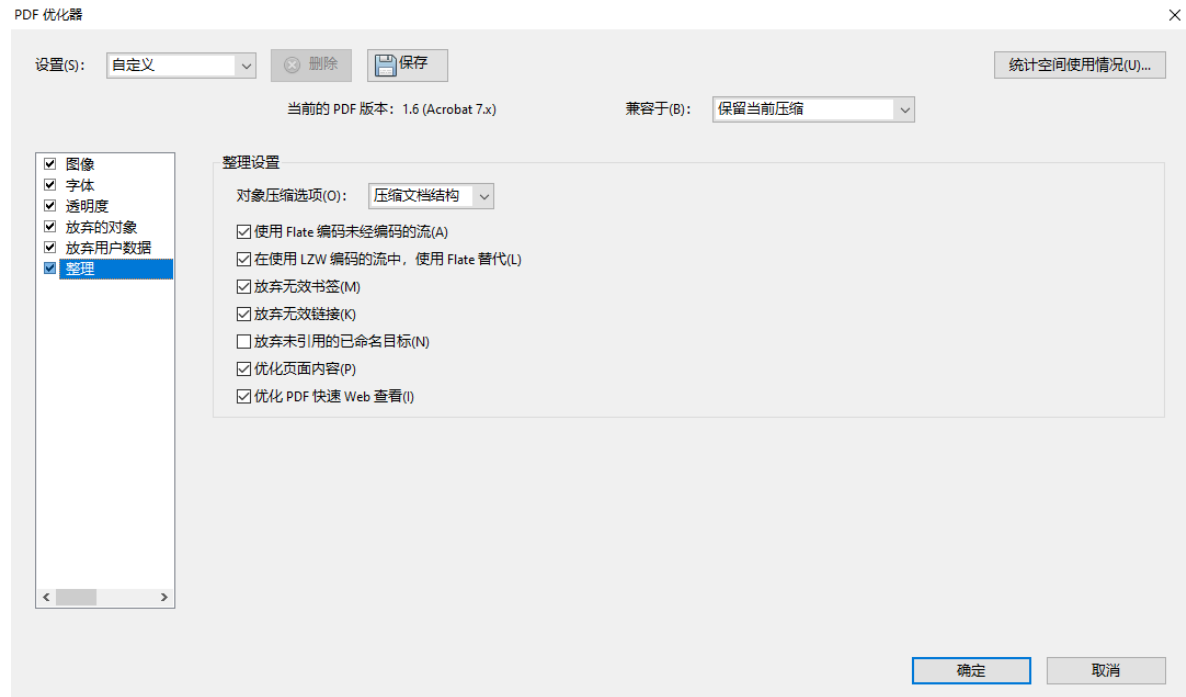 PDF 优化器
设置(S): 自定义 删除 保存 统计空间使用情况(U)...
当前的 PDF 版本: 1.6 (Acrobat 7.x) 兼容于(B): 保留当前压缩
图像
字体
透明度
放弃的对象
放弃用户数据
整理
整理设置
对象压缩选项(O): 压缩文档结构
使用 Flate 编码未经编码的流(A)
在使用 LZW 编码的流中，使用 Flate 替代(L)
放弃无效书签(M)
放弃无效链接(K)
放弃未引用的已命名目标(N)
优化页面内容(P)
优化 PDF 快速 Web 查看(I)
确定 取消